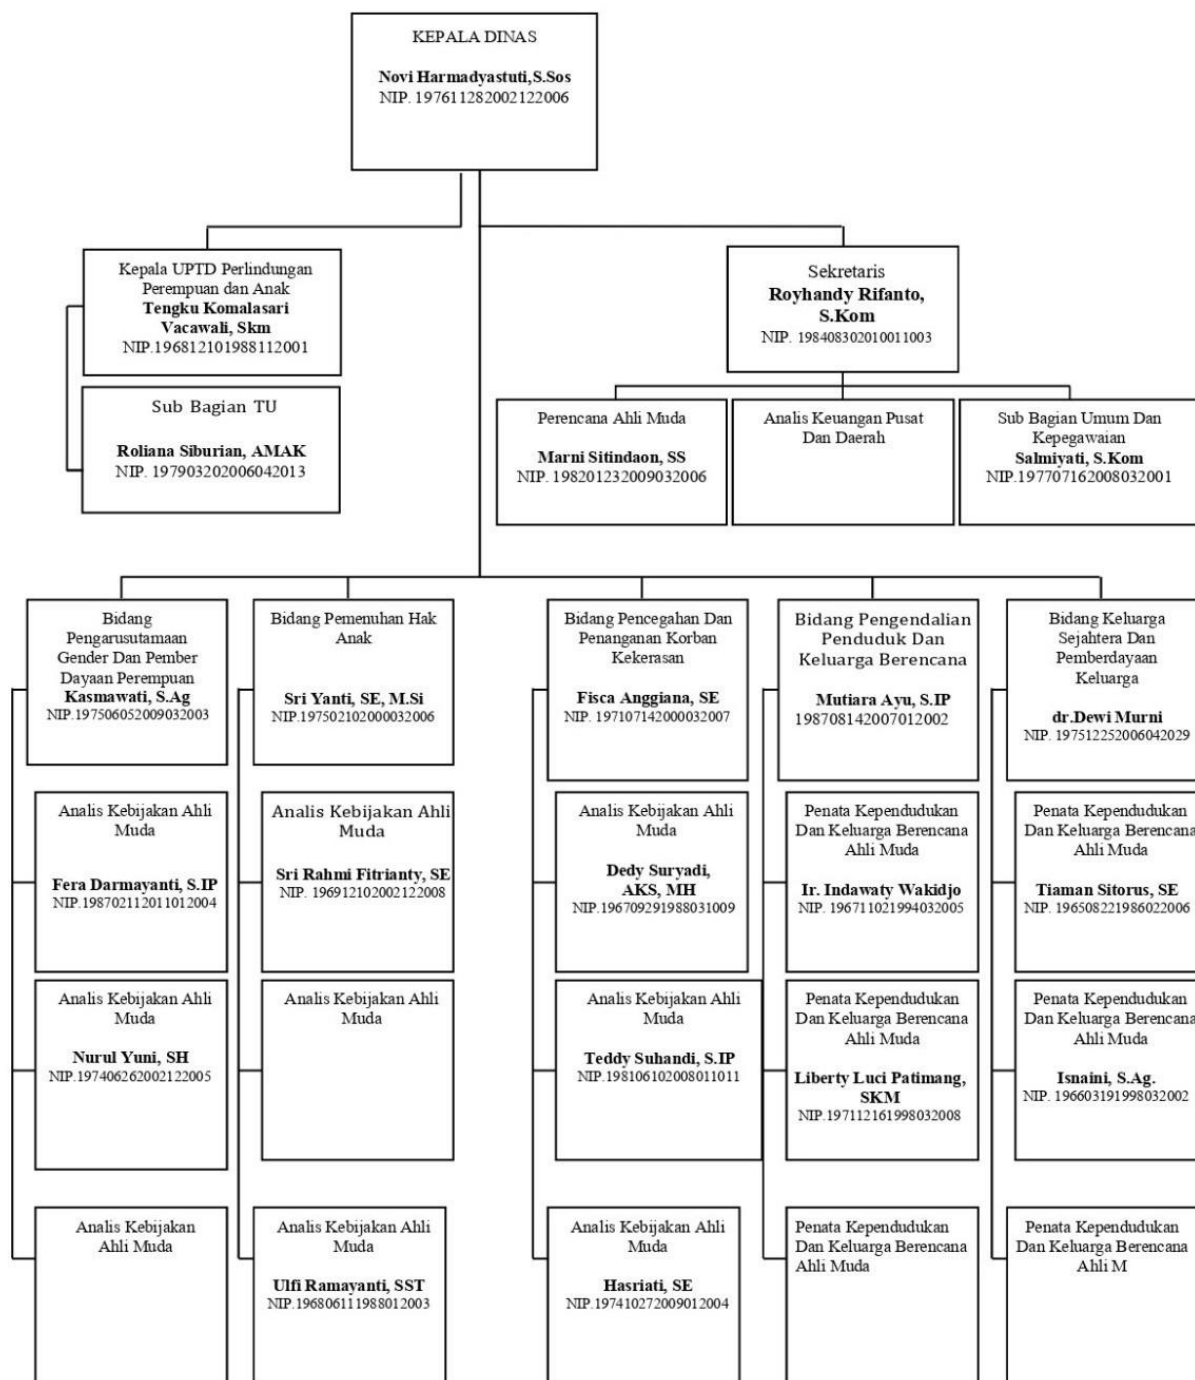 KEPALA DINAS
Novi Harmadyastuti,S.Sos
NIP. 197611282002122006
Kepala UPTD Perlindungan
Perempuan dan Anak
Tengku Komalasari
Vacawali, Skm
NIP.196812101988112001
Sub Bagian TU
Roliana Siburian, AMAK
NIP. 197903202006042013
Sekretaris
Royhandy Rifanto,
S.Kom
NIP. 198408302010011003
Perencana Ahli Muda
Marni Sitindaon, SS
NIP. 198201232009032006
Analis Keuangan Pusat
Dan Daerah
Sub Bagian Umum Dan
Kepegawaian
Salmiyati, S.Kom
NIP.197707162008032001
Bidang
Pengarusutamaan
Gender Dan Pember
Dayaan Perempuan
Kasmawati, S.Ag
NIP.197506052009032003
Analis Kebijakan Ahli
Muda
Fera Darmayanti, S.IP
NIP.198702112011012004
Analis Kebijakan Ahli
Muda
Nurul Yuni, SH
NIP.197406262002122005
Analis Kebijakan
Ahli Muda
Bidang Pemenuhan Hak
Anak
Sri Yanti, SE, M.Si
NIP.197502102000032006
Analis Kebijakan Ahli
Muda
Sri Rahmi Fitrianty, SE
NIP. 196912102002122008
Analis Kebijakan Ahli
Muda
Analis Kebijakan Ahli
Muda
Ulfi Ramayanti, SST
NIP.196806111988012003
Bidang Pencegahan Dan
Penanganan Korban
Kekerasan
Fisca Anggiana, SE
NIP. 197107142000032007
Analis Kebijakan Ahli
Muda
Dedy Suryadi,
AKS, MH
NIP.196709291988031009
Analis Kebijakan Ahli
Muda
Teddy Suhandi, S.IP
NIP.198106102008011011
Analis Kebijakan Ahli
Muda
Hasriati, SE
NIP.197410272009012004
Bidang Pengendalian
Penduduk Dan
Keluarga Berencana
Mutiara Ayu, S.IP
198708142007012002
Penata Kependudukan
Dan Keluarga Berencana
Ahli Muda
Ir. Indawaty Wakidjo
NIP. 196711021994032005
Penata Kependudukan
Dan Keluarga Berencana
Ahli Muda
Liberty Luci Patimang,
SKM
NIP.197112161998032008
Penata Kependudukan
Dan Keluarga Berencana
Ahli Muda
Bidang Keluarga
Sejahtera Dan
Pemberdayaan
Keluarga
dr.Dewi Murni
NIP. 197512252006042029
Penata Kependudukan
Dan Keluarga Berencana
Ahli Muda
Tiaman Sitorus, SE
NIP. 196508221986022006
Penata Kependudukan
Dan Keluarga Berencana
Ahli Muda
Isnaini, S.Ag.
NIP. 196603191998032002
Penata Kependudukan
Dan Keluarga Berencana
Ahli M